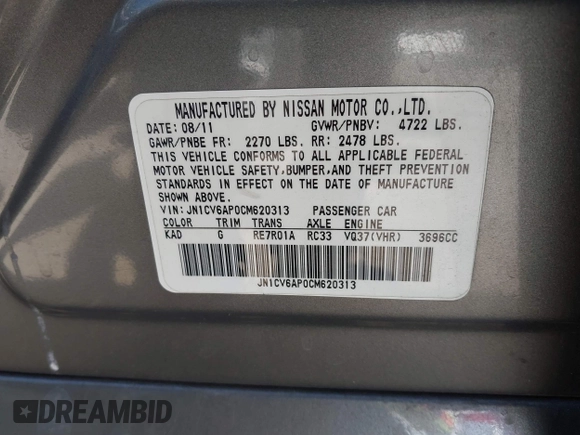 MANUFACTURED BY NISSAN MOTOR CO.,LTD.
DATE: 08/11 GVWR/PNBV: 4722 LBS.
GAWR/PNBE FR: 2270 LBS. RR: 2478 LBS.
THIS VEHICLE CONFORMS TO ALL APPLICABLE FEDERAL
MOTOR VEHICLE SAFETY,BUMPER,AND THEFT PREVENTION
STANDARDS IN EFFECT ON THE DATE OF MANUFACTURE
SHOWN ABOVE.
VIN: JN1CV6AP0CM620313 PASSENGER CAR
COLOR TRIM TRANS AXLE ENGINE
KAD G RE7R01A RC33 VQ37(VHR) 3696CC
JN1CV6AP0CM620313
DREAMBID